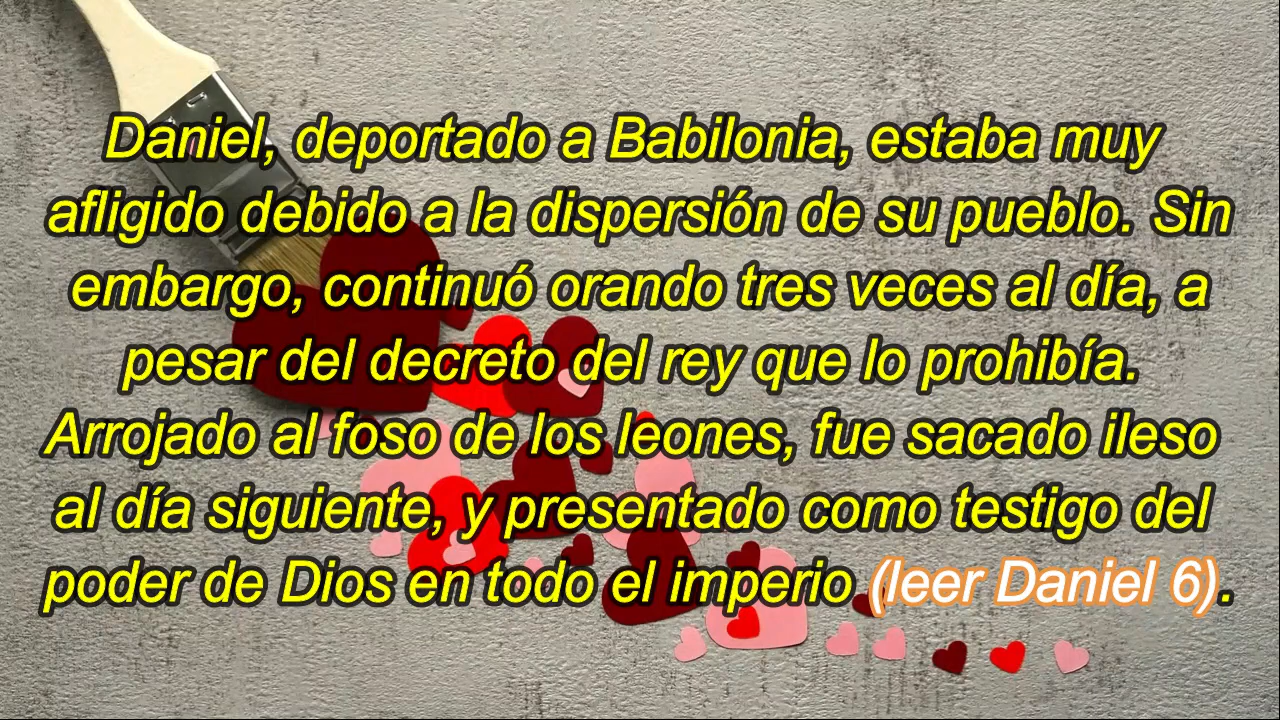 Daniel, deportado a Babilonia, estaba muy
afligido debido a la dispersión de su pueblo. Sin
embargo, continuó orando tres veces al día, a
pesar del decreto del rey que lo prohibía.
Arrojado al foso de los leones, fue sacado ileso
al día siguiente, y presentado como testigo del
poder de Dios en todo el imperio (leer Daniel 6).